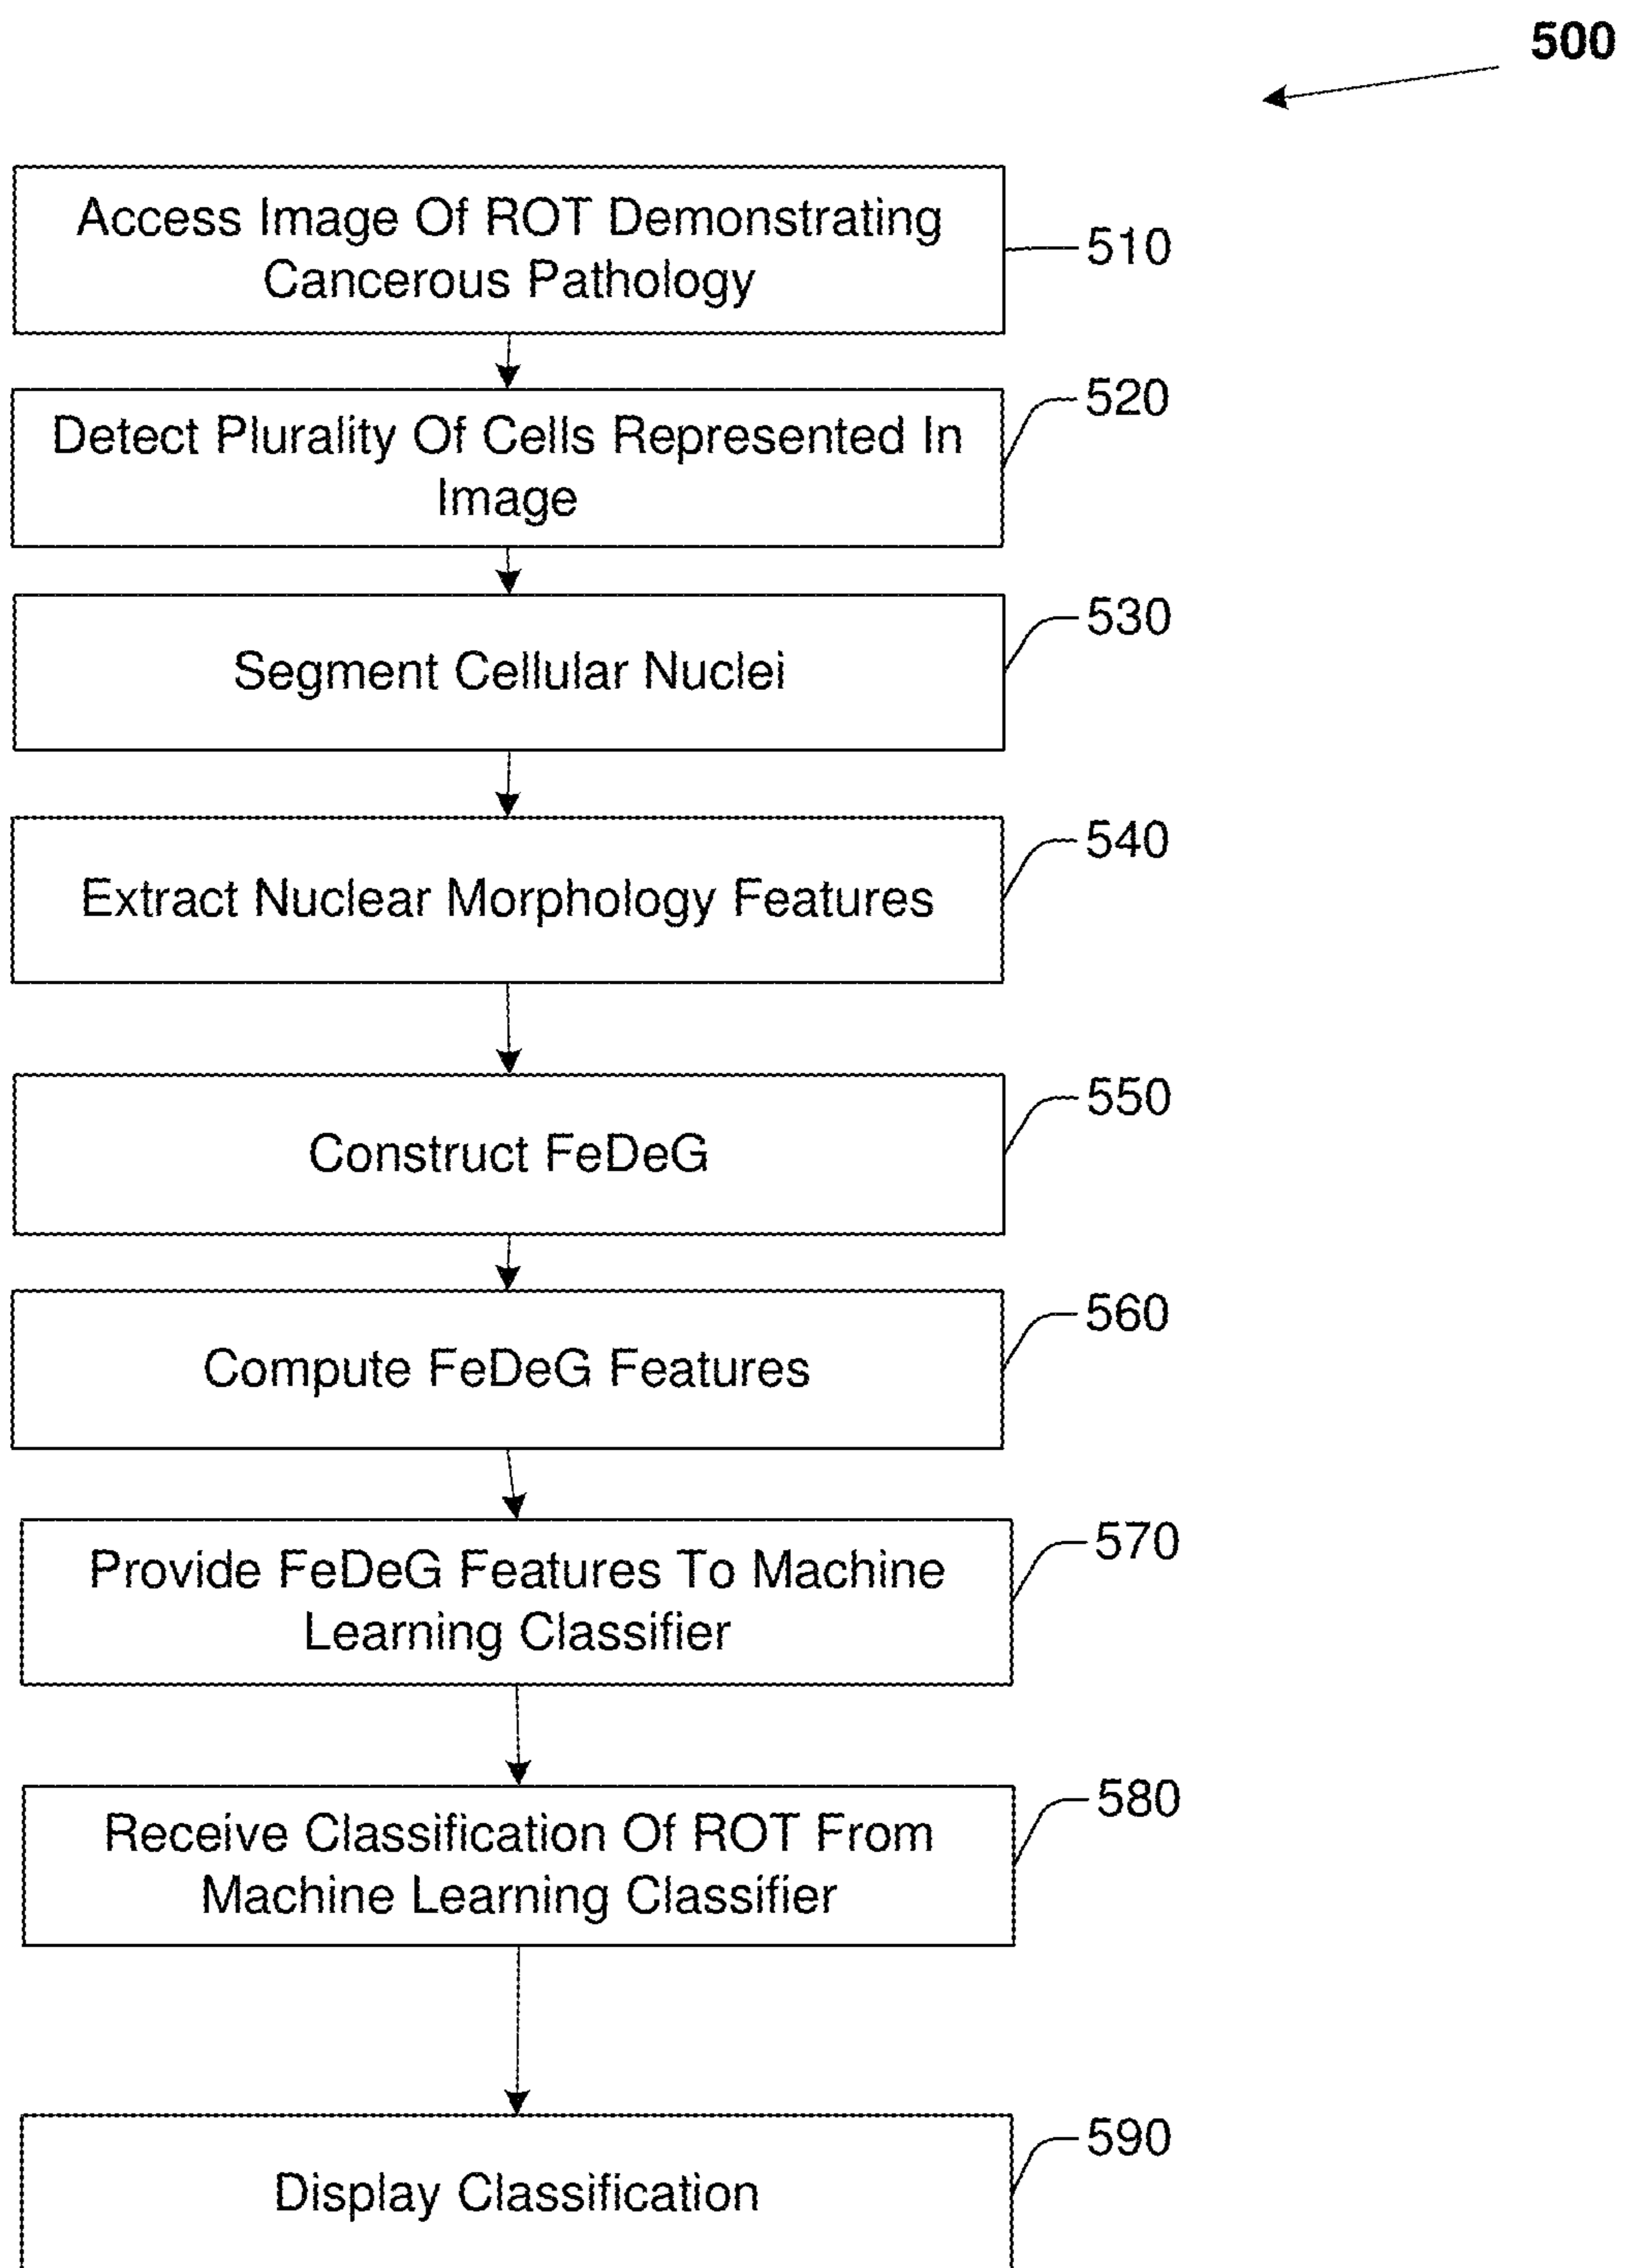 500
Access Image Of ROT Demonstrating
Cancerous Pathology
510
Detect Plurality Of Cells Represented In
Image
520
Segment Cellular Nuclei
530
Extract Nuclear Morphology Features
540
Construct FeDeG
550
Compute FeDeG Features
560
Provide FeDeG Features To Machine
Learning Classifier
570
Receive Classification Of ROT From
Machine Learning Classifier
580
Display Classification
590